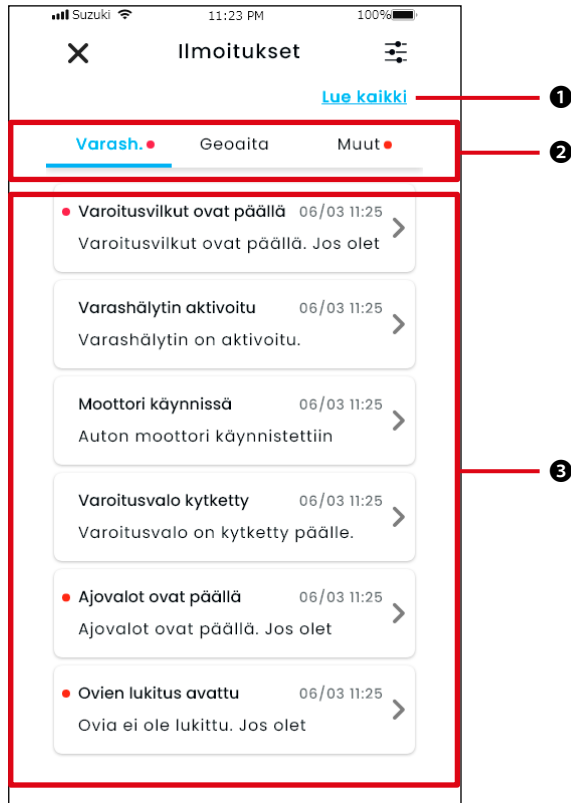 Suzuki 11:23 PM 100%
Ilmoitukset
Lue kaikki
❶
Varash. Geoaita Muut
❷
Varoitusvilkut ovat päällä 06/03 11:25
Varoitusvilkut ovat päällä. Jos olet
Varashälytin aktivoitu 06/03 11:25
Varashälytin on aktivoitu.
Moottori käynnissä 06/03 11:25
Auton moottori käynnistettiin
❸
Varoitusvalo kytketty 06/03 11:25
Varoitusvalo on kytketty päälle.
Ajovalot ovat päällä 06/03 11:25
Ajovalot ovat päällä. Jos olet
Ovien lukitus avattu 06/03 11:25
Ovia ei ole lukittu. Jos olet